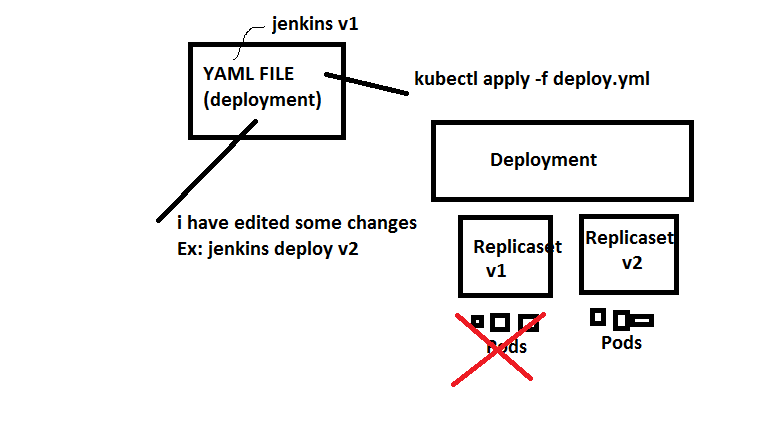 jenkins v1
YAML FILE
(deployment)
kubectl apply -f deploy.yml
Deployment
i have edited some changes
Ex: jenkins deploy v2
Replicaset
v1
Replicaset
v2
Pods
Pods